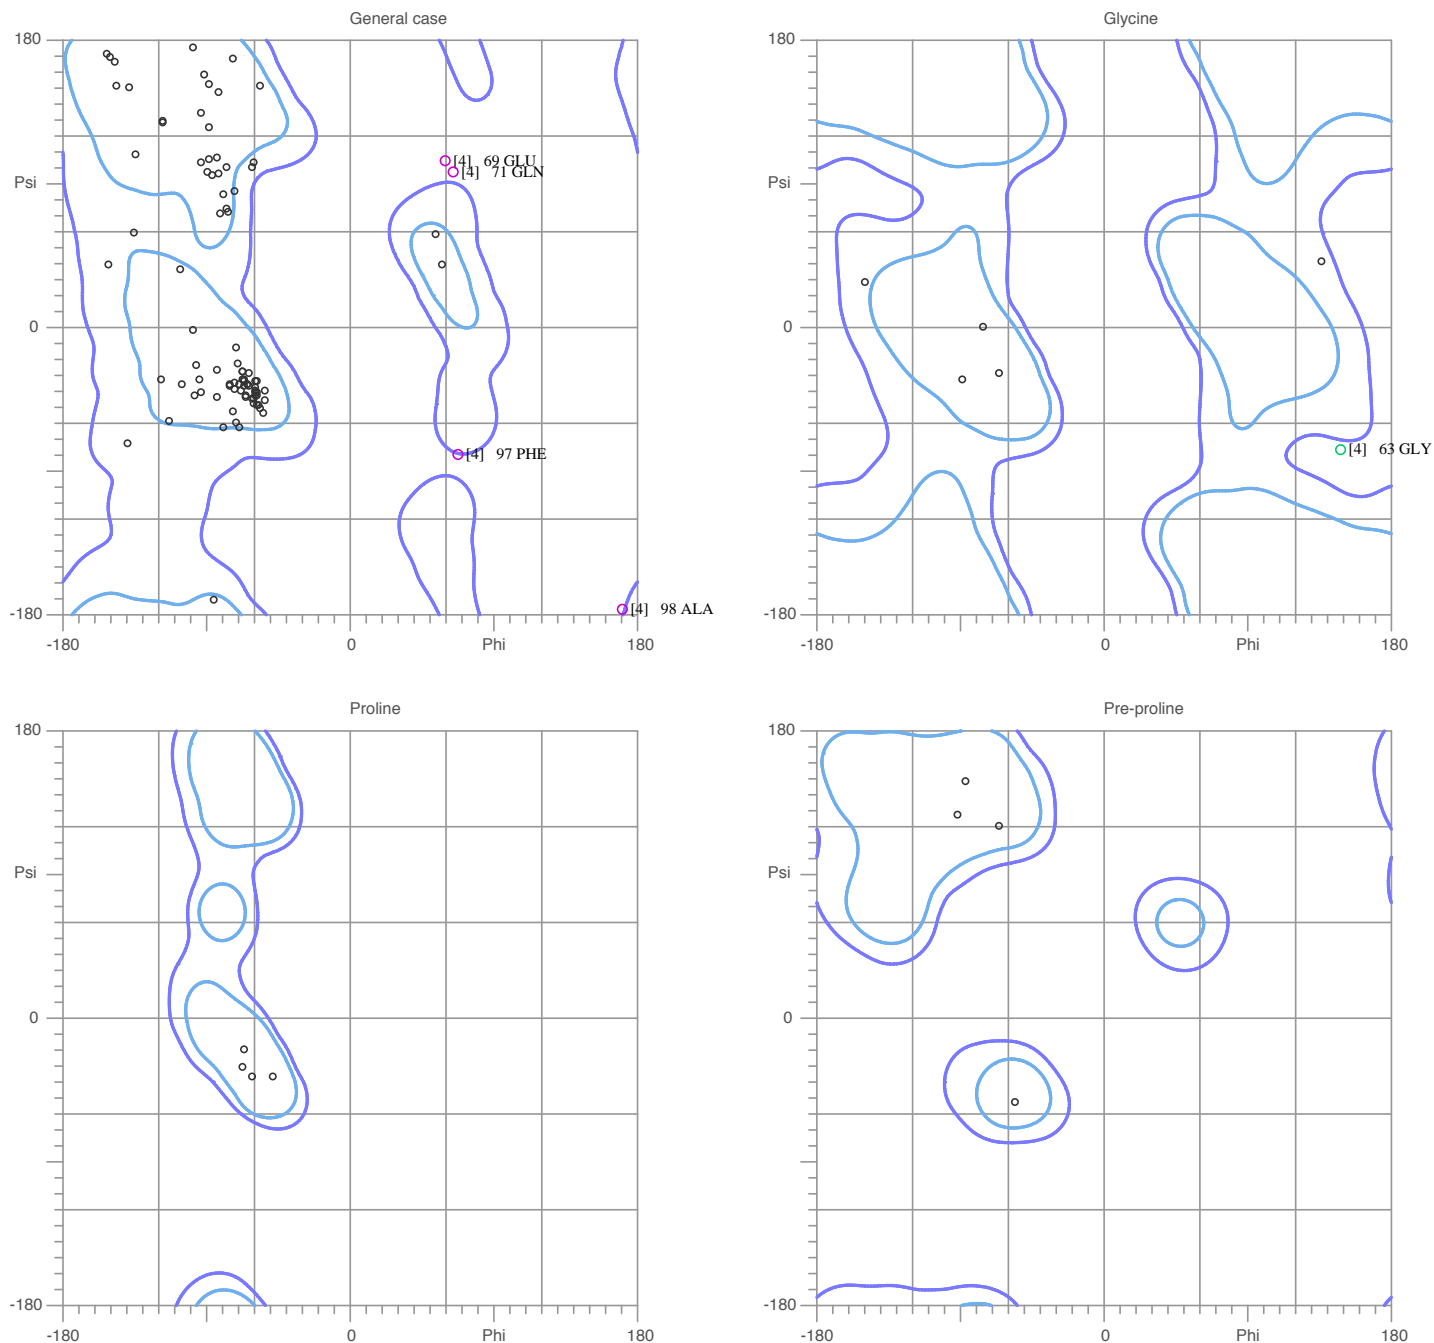 General case
Glycine
180
180
[4] 69 GLU
[4] 71 GLN
Psi
Psi
0
0
[4] 97 PHE
[4] 63 GLY
[4] 98 ALA
-180
-180
-180 0 Phi 180
-180 0 Phi 180
Proline
Pre-proline
180
180
Psi
Psi
0
0
-180
-180
-180 0 Phi 180
-180 0 Phi 180